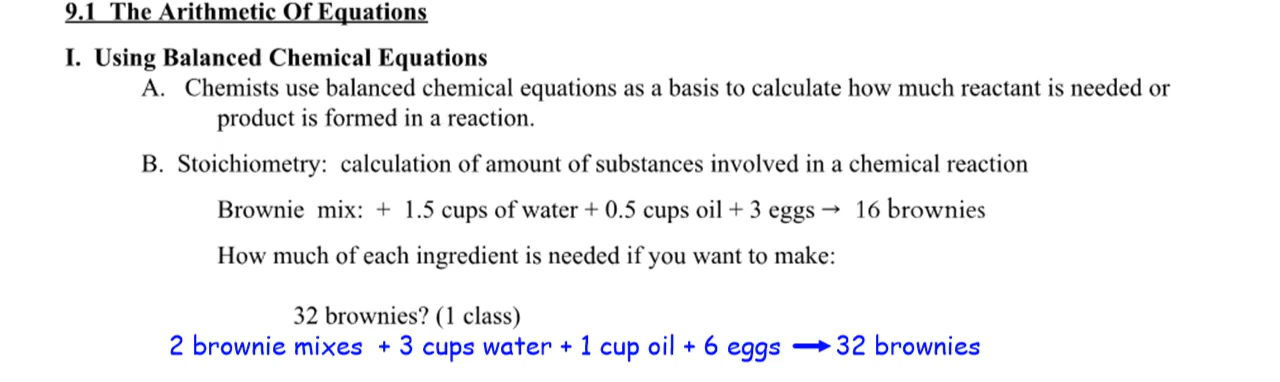 9.1 The Arithmetic Of Equations
I. Using Balanced Chemical Equations
A. Chemists use balanced chemical equations as a basis to calculate how much reactant is needed or
product is formed in a reaction.
B. Stoichiometry: calculation of amount of substances involved in a chemical reaction
Brownie mix: + 1.5 cups of water + 0.5 cups oil + 3 eggs → 16 brownies
How much of each ingredient is needed if you want to make:
32 brownies? (1 class)
2 brownie mixes + 3 cups water + 1 cup oil + 6 eggs → 32 brownies